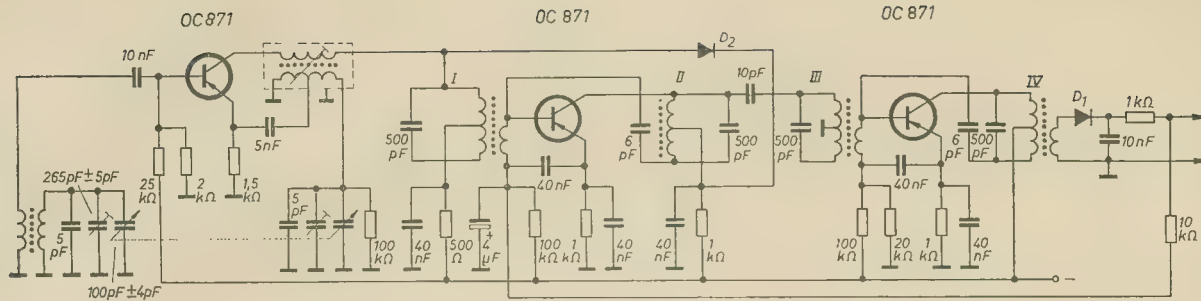 OC 871
OC 871
OC 871
10 nF
5 nF
25
kΩ
2
kΩ
1,5
kΩ
265pF±5pF
5
pF
100pF±4pF
5
pF
100
kΩ
I
500
pF
40
nF
500
Ω
4
μF
+
40 nF
100
kΩ
1
kΩ
40
nF
6
pF
II
500
pF
40
nF
1
kΩ
D2
10pF
III
500
pF
100
kΩ
20
kΩ
40 nF
1
kΩ
40
nF
6
pF
500
pF
IV
D1
1kΩ
10 nF
10
kΩ
−